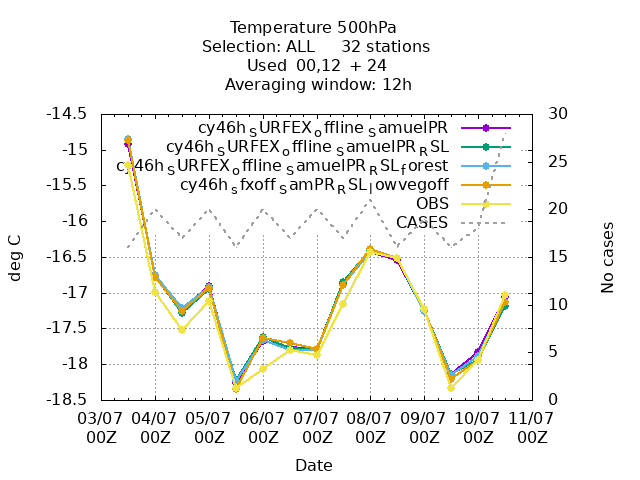 Temperature 500hPa
Selection: ALL 32 stations
Used 00,12 + 24
Averaging window: 12h
-14.5
-15
-15.5
-16
-16.5
-17
-17.5
-18
-18.5
deg C
cy46h_SURFEX_offline_SamuelPR
cy46h_SURFEX_offline_SamuelPR_RSL
cy46h_SURFEX_offline_SamuelPR_RSL_forest
cy46h_sfxoff_SamPR_RSL_lowvegoff
OBS
CASES
30
25
20
15
10
5
0
No cases
03/07 04/07 05/07 06/07 07/07 08/07 09/07 10/07 11/07
00Z 00Z 00Z 00Z 00Z 00Z 00Z 00Z 00Z
Date